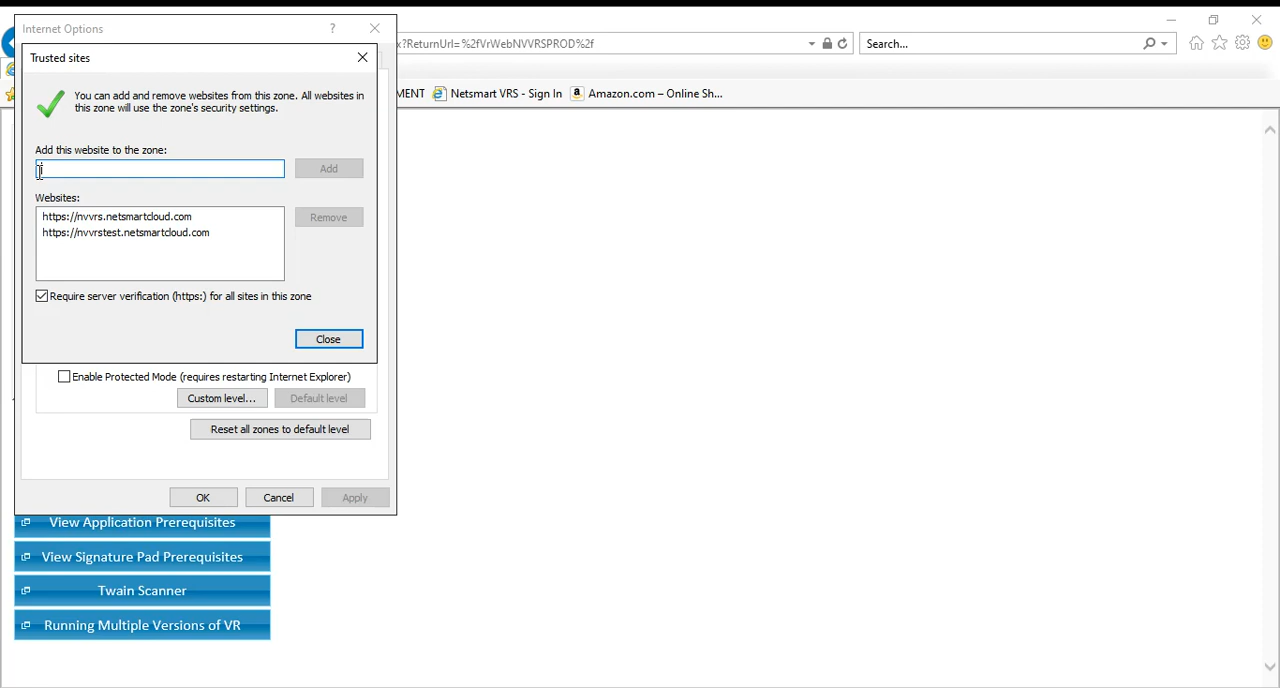 Internet Options
?
Trusted sites
You can add and remove websites from this zone. All websites in
this zone will use the zone's security settings.
Add this website to the zone:
Add
Websites:
https://nvvrs.netsmartcloud.com
https://nvvrstest.netsmartcloud.com
Remove
Require server verification (https:) for all sites in this zone
Close
Enable Protected Mode (requires restarting Internet Explorer)
Custom level...
Default level
Reset all zones to default level
OK
Cancel
Apply
x?ReturnUrl=%2fVrWebNVVRSPROD%2f
Search...
MENT
Netsmart VRS - Sign In
Amazon.com – Online Sh...
View Application Prerequisites
View Signature Pad Prerequisites
Twain Scanner
Running Multiple Versions of VR